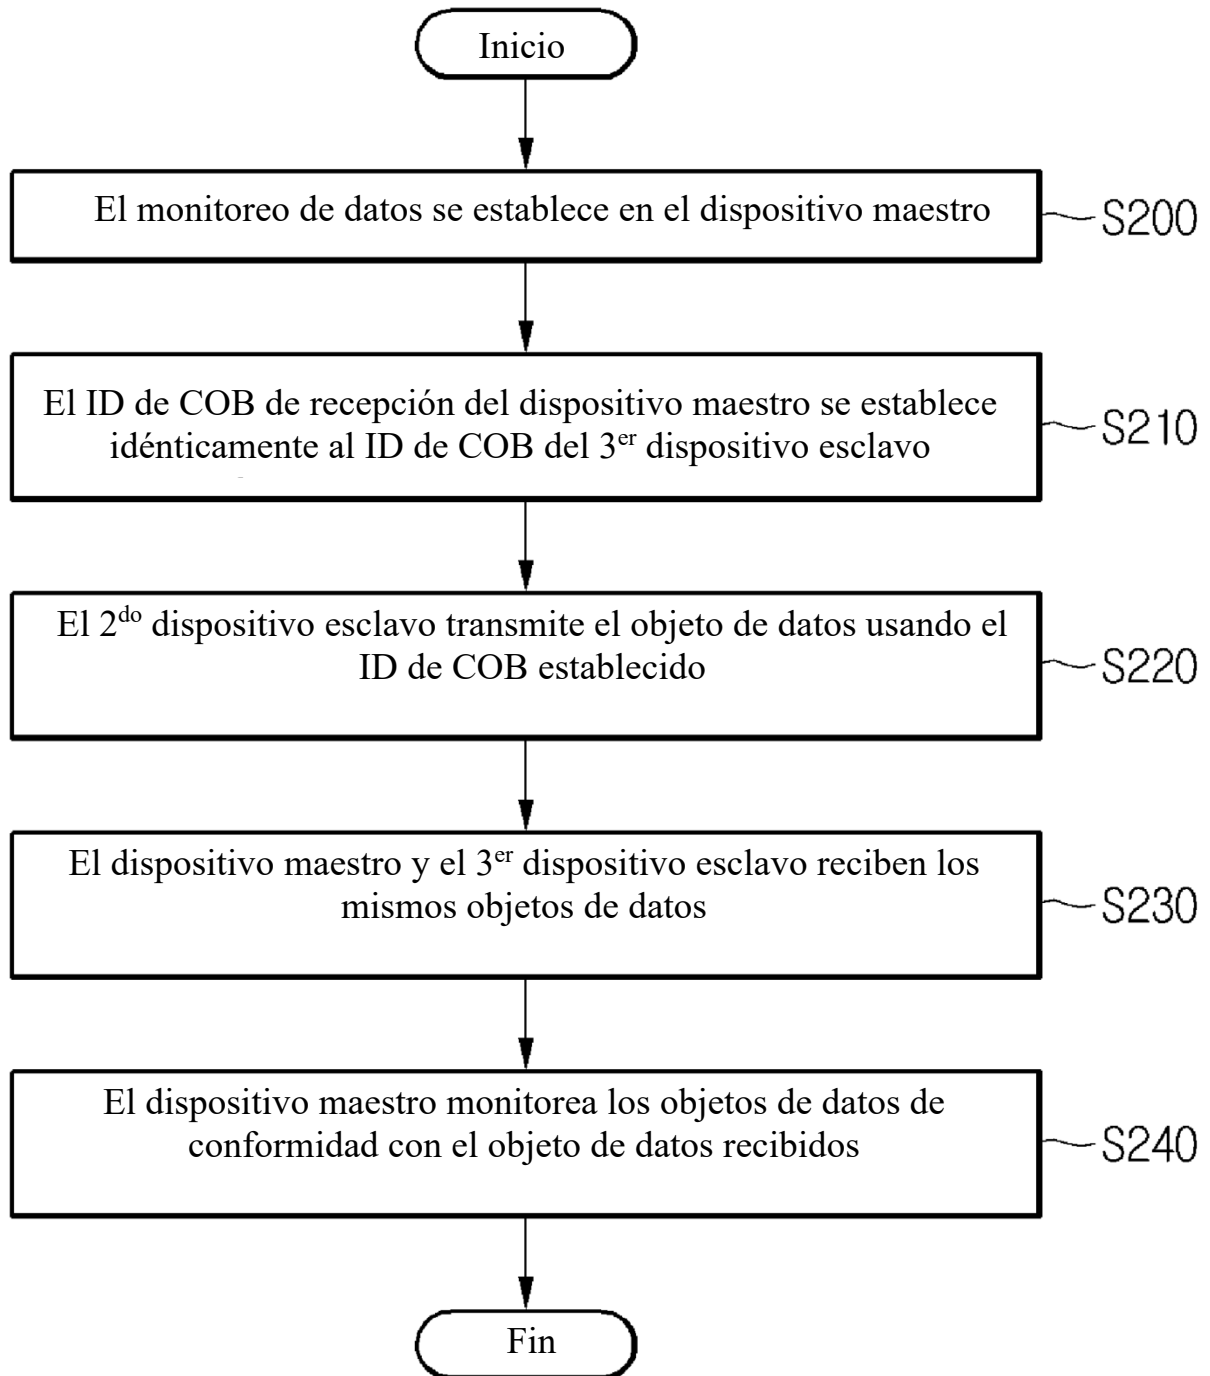 Inicio
El monitoreo de datos se establece en el dispositivo maestro
S200
El ID de COB de recepción del dispositivo maestro se establece
idénticamente al ID de COB del 3er dispositivo esclavo
S210
El 2do dispositivo esclavo transmite el objeto de datos usando el
ID de COB establecido
S220
El dispositivo maestro y el 3er dispositivo esclavo reciben los
mismos objetos de datos
S230
El dispositivo maestro monitorea los objetos de datos de
conformidad con el objeto de datos recibidos
S240
Fin